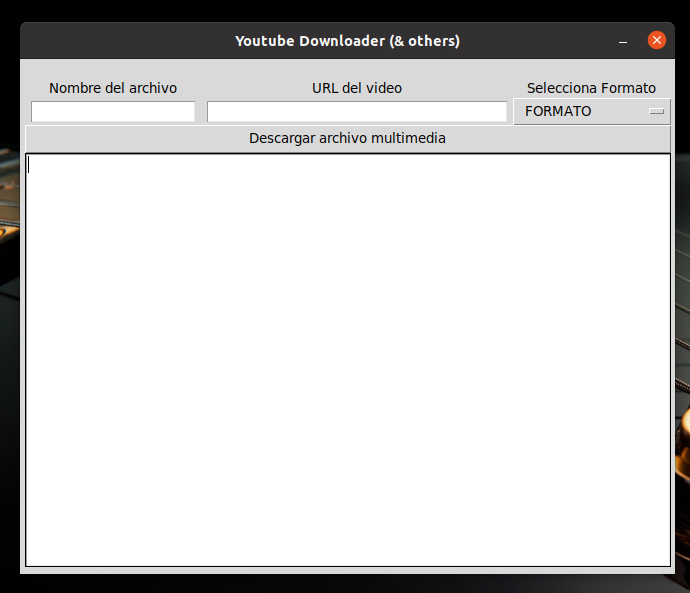 Youtube Downloader (& others)
Nombre del archivo URL del video Selecciona Formato
FORMATO
Descargar archivo multimedia